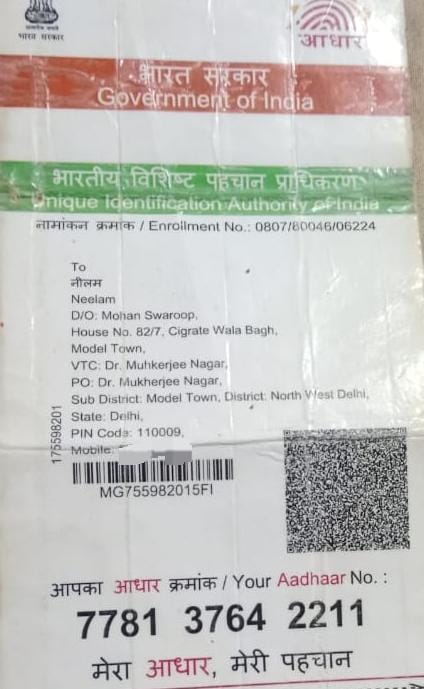 भारत सरकार
आधार
भारत सरकार
Government of India
भारतीय विशिष्ट पहचान प्राधिकरण
Unique Identification Authority of India
नामांकन क्रमांक / Enrollment No.: 0807/80046/06224
To
नीलम
Neelam
D/O: Mohan Swaroop,
House No. 82/7, Cigrate Wala Bagh,
Model Town,
VTC: Dr. Muhkerjee Nagar,
PO: Dr. Mukherjee Nagar,
Sub District: Model Town, District: North West Delhi,
State: Delhi,
PIN Code: 110009,
Mobile:
175598201
MG755982015FI
आपका आधार क्रमांक / Your Aadhaar No. :
7781 3764 2211
मेरा आधार, मेरी पहचान